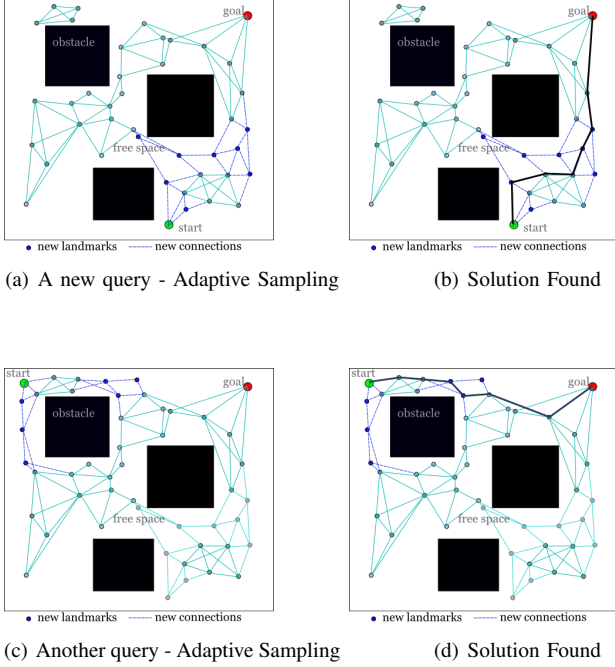 goal goal
obstacle obstacle
free space free space
start start
new landmarks new connections new landmarks new connections
(a) A new query - Adaptive Sampling (b) Solution Found
start start
goal goal
obstacle obstacle
free space free space
new landmarks new connections new landmarks new connections
(c) Another query - Adaptive Sampling (d) Solution Found